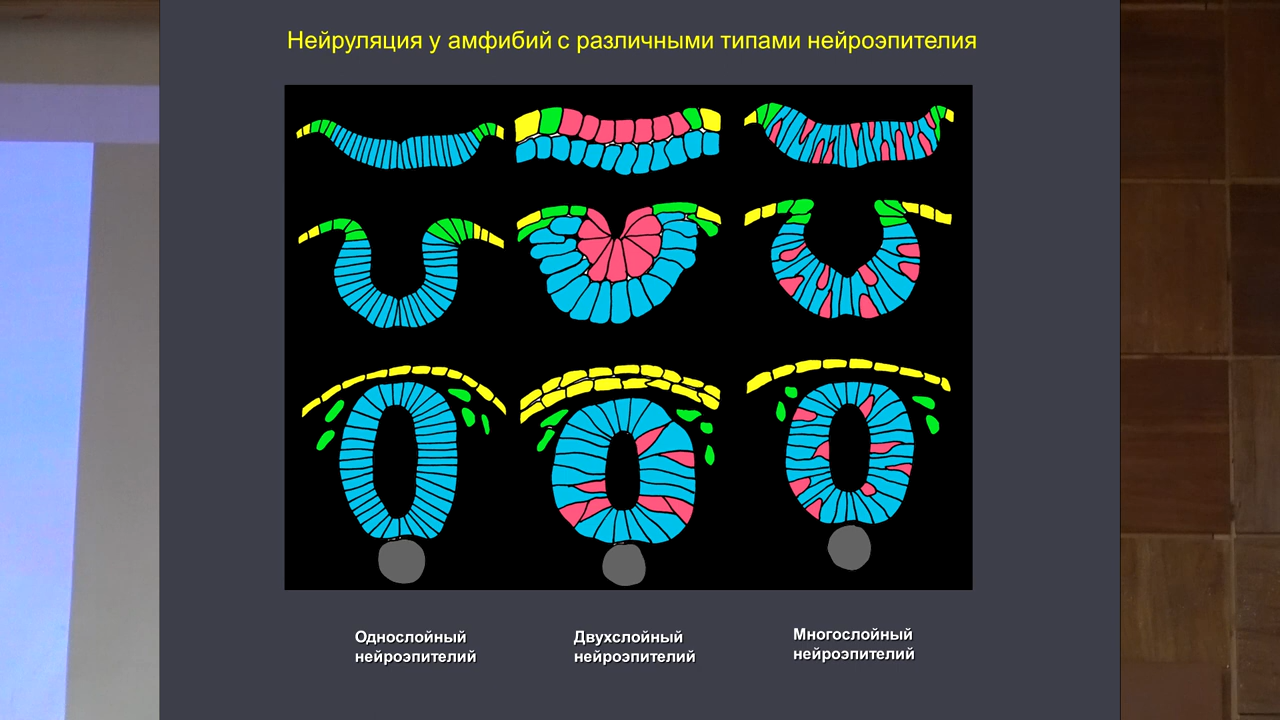 Нейруляция у амфибий с различными типами нейроэпителия
Однослойный
нейроэпителий
Двухслойный
нейроэпителий
Многослойный
нейроэпителий